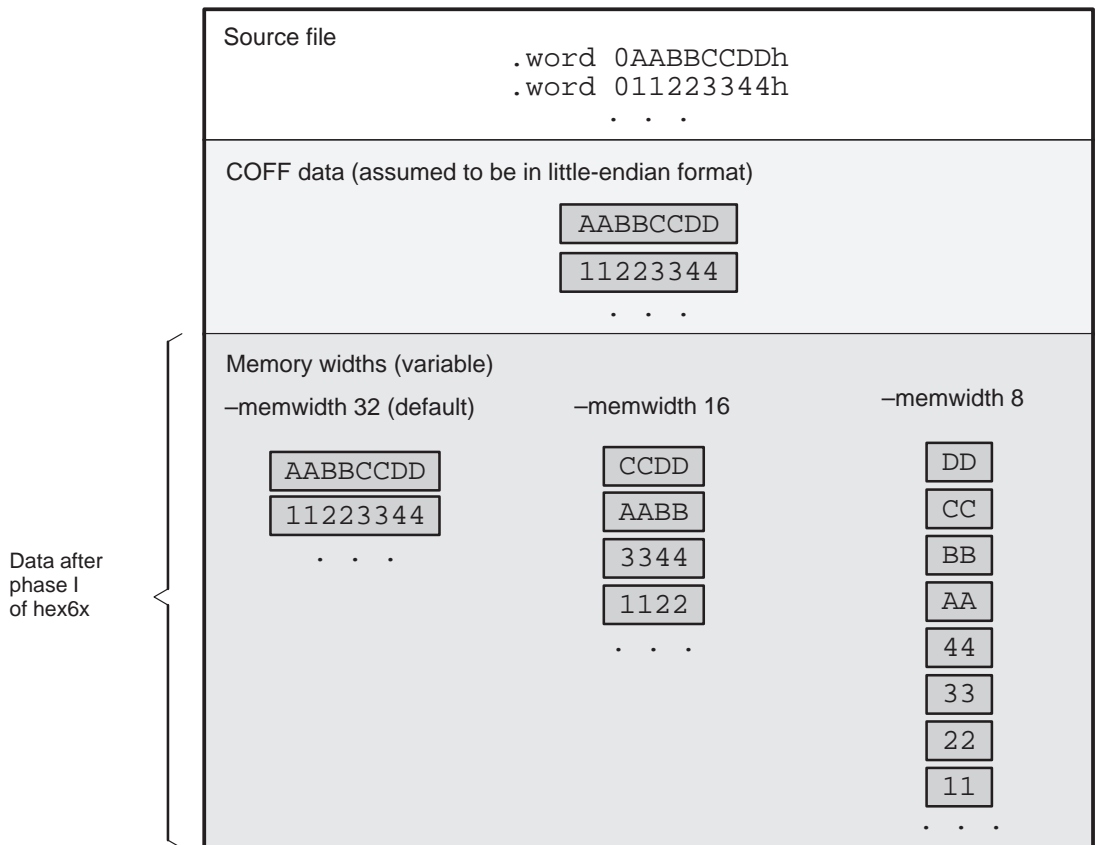 Source file
.word 0AABBCCDDh
.word 011223344h
. . .
COFF data (assumed to be in little-endian format)
AABBCCDD
11223344
. . .
Data after
phase I
of hex6x
Memory widths (variable)
–memwidth 32 (default)
AABBCCDD
11223344
. . .
–memwidth 16
CCDD
AABB
3344
1122
. . .
–memwidth 8
DD
CC
BB
AA
44
33
22
11
. . .